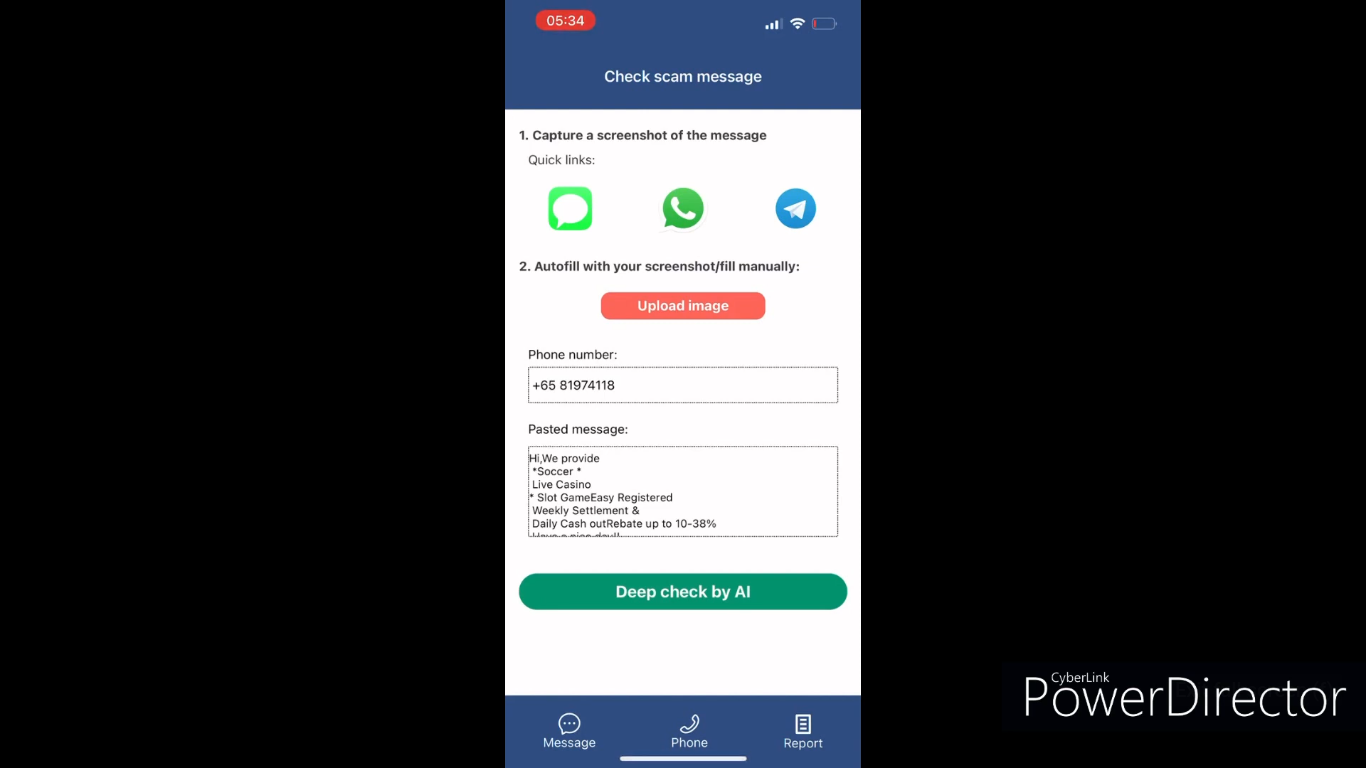 05:34
Check scam message
1. Capture a screenshot of the message
Quick links:
2. Autofill with your screenshot/fill manually:
Upload image
Phone number:
+65 81974118
Pasted message:
Hi,We provide
*Soccer *
Live Casino
* Slot GameEasy Registered
Weekly Settlement &
Daily Cash outRebate up to 10-38%
Deep check by AI
Message
Phone
Report
CyberLink
PowerDirector